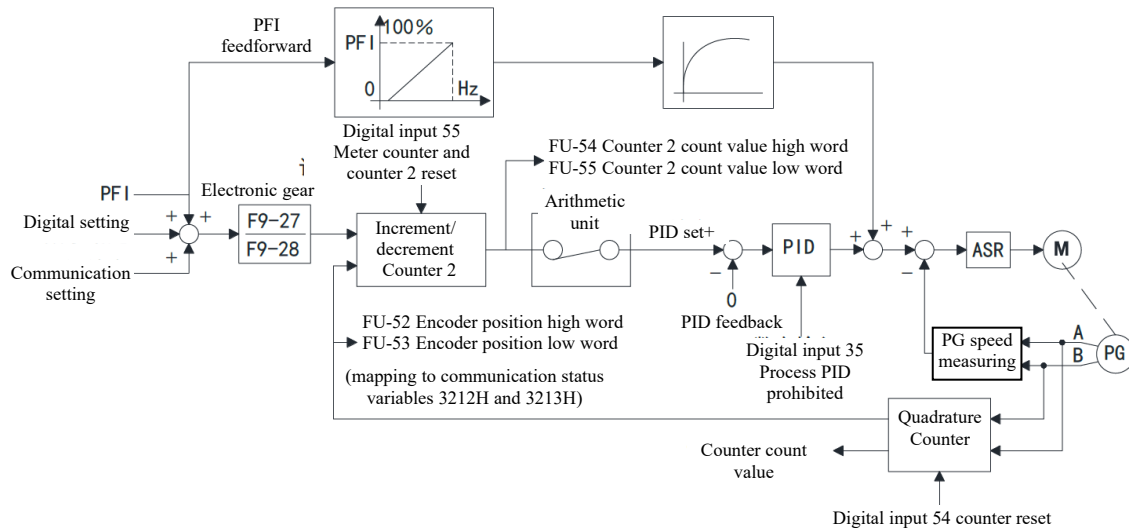 PFI
feedforward
PFI
100%
0
Hz
Digital input 55
Meter counter and
counter 2 reset
FU-54 Counter 2 count value high word
FU-55 Counter 2 count value low word
PFI
Electronic gear
Digital setting
Communication
setting
+
+
+
+
F9-27
F9-28
Increment/
decrement
Counter 2
Arithmetic
unit
PID set+
−
0
PID feedback
PID
+
+
+
−
ASR
M
FU-52 Encoder position high word
FU-53 Encoder position low word
(mapping to communication status
variables 3212H and 3213H)
Digital input 35
Process PID
prohibited
PG speed
measuring
A
B
PG
Quadrature
Counter
Counter count
value
Digital input 54 counter reset